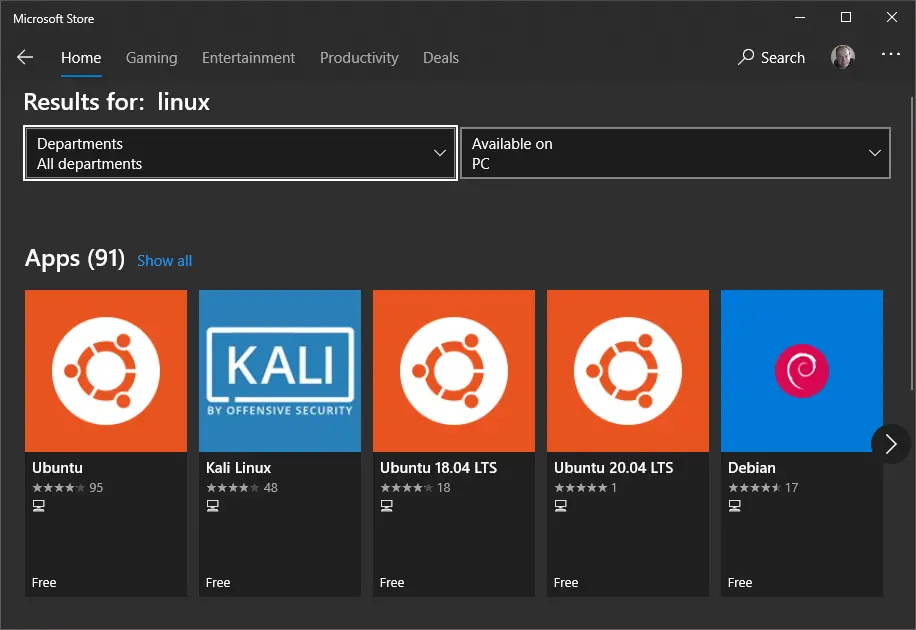 Microsoft Store
Home Gaming Entertainment Productivity Deals Search
Results for: linux
Departments
All departments
Available on
PC
Apps (91) Show all
KALI
BY OFFENSIVE SECURITY
Ubuntu
95
Free
Kali Linux
48
Free
Ubuntu 18.04 LTS
18
Free
Ubuntu 20.04 LTS
1
Free
Debian
17
Free